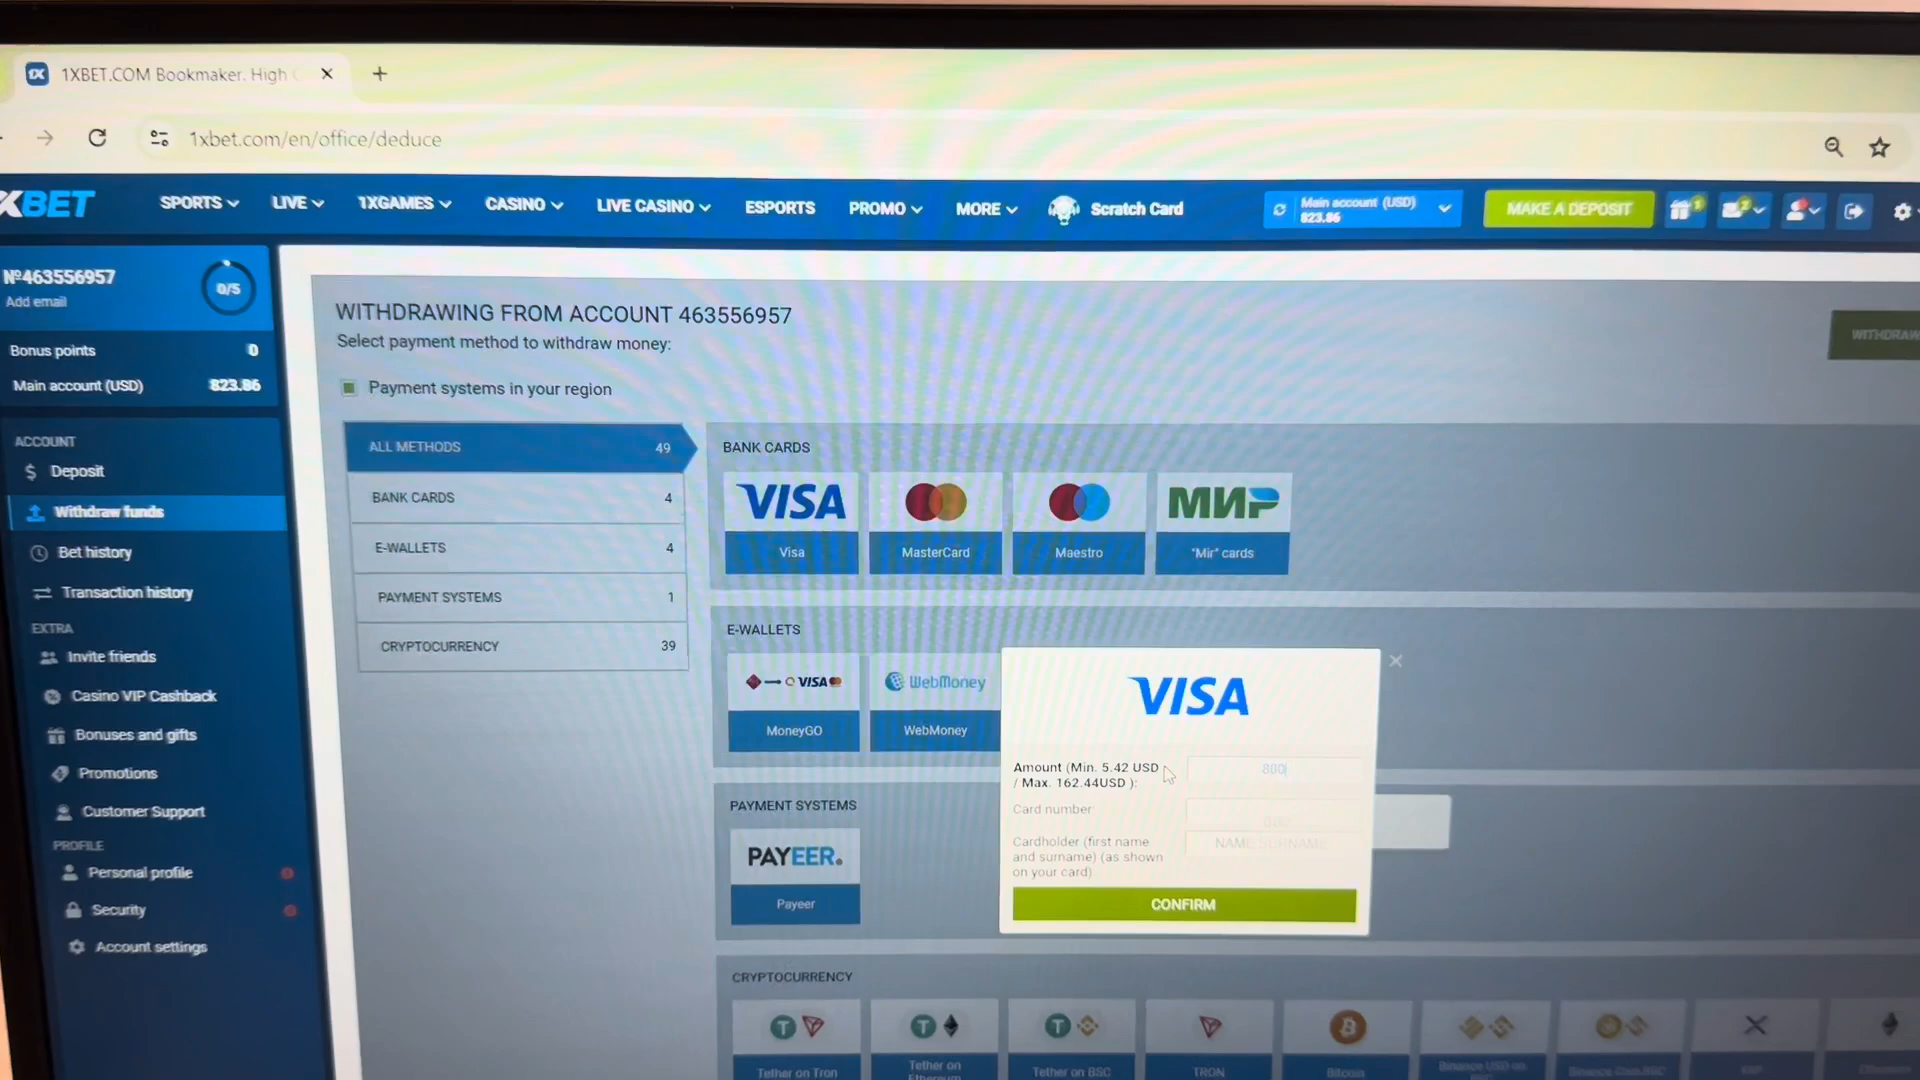 1XBET.COM Bookmaker. High
1xbet.com/en/office/deduce
XBET
SPORTS
LIVE
1XGAMES
CASINO
LIVE CASINO
ESPORTS
PROMO
MORE
Scratch Card
Main account (USD)
823.86
MAKE A DEPOSIT
№463556957
Add email
0/5
Bonus points 0
Main account (USD) 823.86
ACCOUNT
Deposit
Withdraw funds
Bet history
Transaction history
EXTRA
Invite friends
Casino VIP Cashback
Bonuses and gifts
Promotions
Customer Support
PROFILE
Personal profile
Security
Account settings
WITHDRAWING FROM ACCOUNT 463556957
Select payment method to withdraw money:
Payment systems in your region
WITHDRAW
ALL METHODS 49
BANK CARDS 4
E-WALLETS 4
PAYMENT SYSTEMS 1
CRYPTOCURRENCY 39
BANK CARDS
VISA
МИР
Visa
MasterCard
Maestro
"Mir" cards
E-WALLETS
VISA
WebMoney
MoneyGO
WebMoney
PAYMENT SYSTEMS
PAYEER.
Payeer
VISA
Amount (Min. 5.42 USD
/ Max. 162.44USD ):
800
Card number
Cardholder (first name
and surname) (as shown
on your card)
NAME SURNAME
CONFIRM
CRYPTOCURRENCY
Tether on Tron
Tether on
Ethereum
Tether on BSC
TRON
Bitcoin
Binance USD on